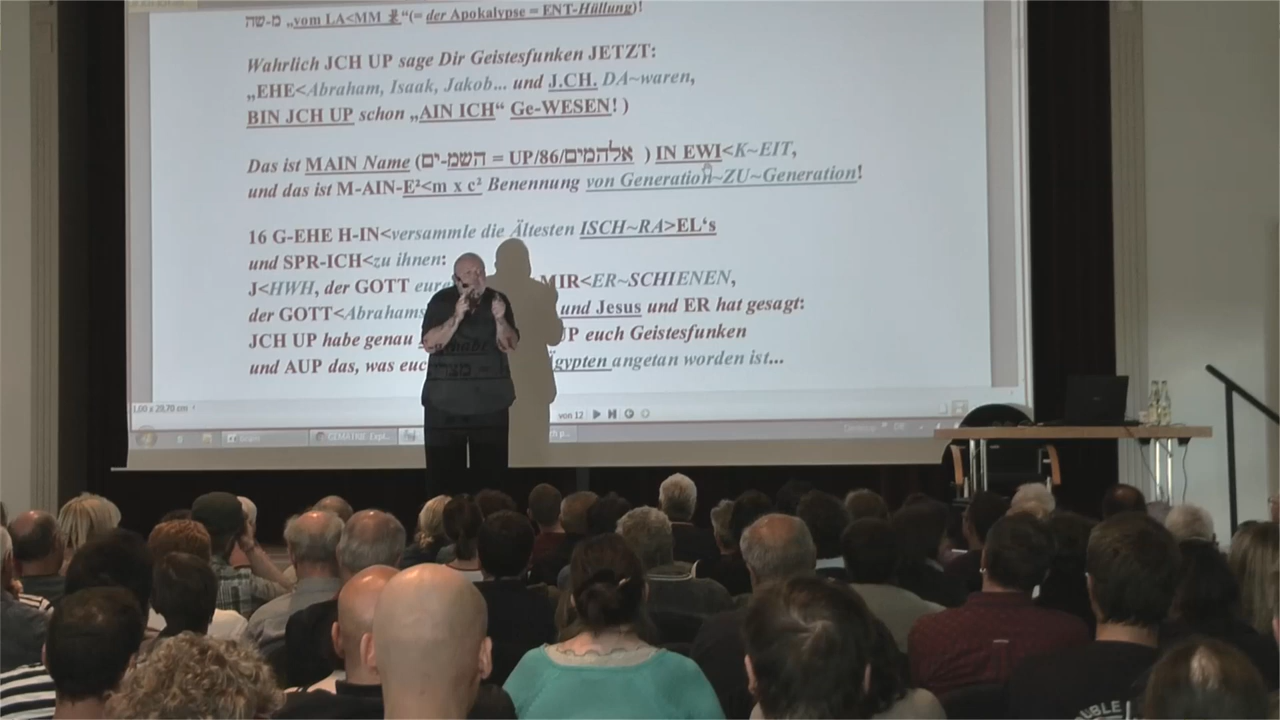 מ-שה „vom LA<MM “(= der Apokalypse = ENT-Hüllung)!
Wahrlich JCH UP sage Dir Geistesfunken JETZT:
„EHE<Abraham, Isaak, Jakob... und J.CH. DA~waren,
BIN JCH UP schon „AIN ICH“ Ge-WESEN! )
Das ist MAIN Name (השמ-ים = UP/86/אלהמים ) IN EWI<K~EIT,
und das ist M-AIN-E²<m x c² Benennung von Generation~ZU~Generation!
16 G-EHE H-IN<versammle die Ältesten ISCH~RA>EL‘s
und SPR-ICH<zu ihnen:
J<HWH, der GOTT MIR<ER~SCHIENEN,
der GOTT<Abrahams und Jesus und ER hat gesagt:
JCH UP habe genau UP euch Geistesfunken
und AUP das, was angetan worden ist...
von 12